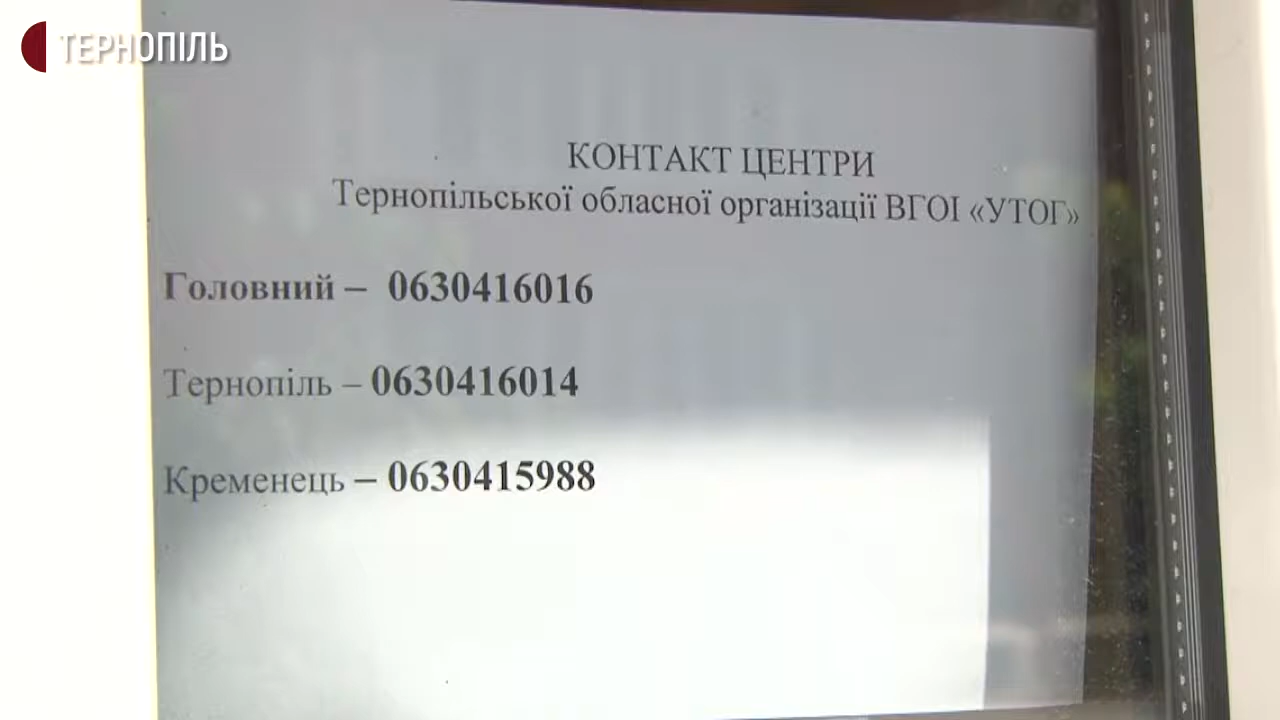 ТЕРНОПІЛЬ
КОНТАКТ ЦЕНТРИ
Тернопільської обласної організації ВГОІ «УТОГ»
Головний – 0630416016
Тернопіль – 0630416014
Кременець – 0630415988